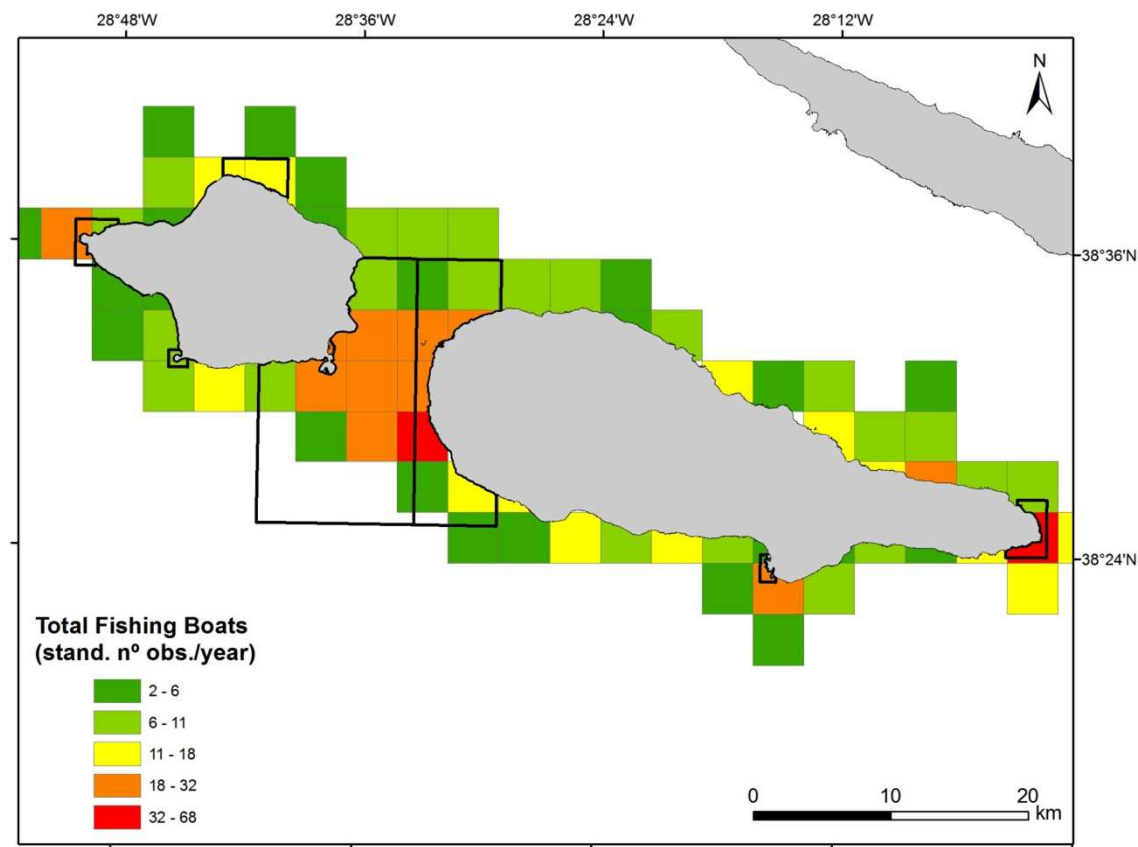 28°48'W 28°36'W 28°24'W 28°12'W
N
38°36'N
38°24'N
Total Fishing Boats
(stand. nº obs./year)
2 - 6
6 - 11
11 - 18
18 - 32
32 - 68
0 10 20
km